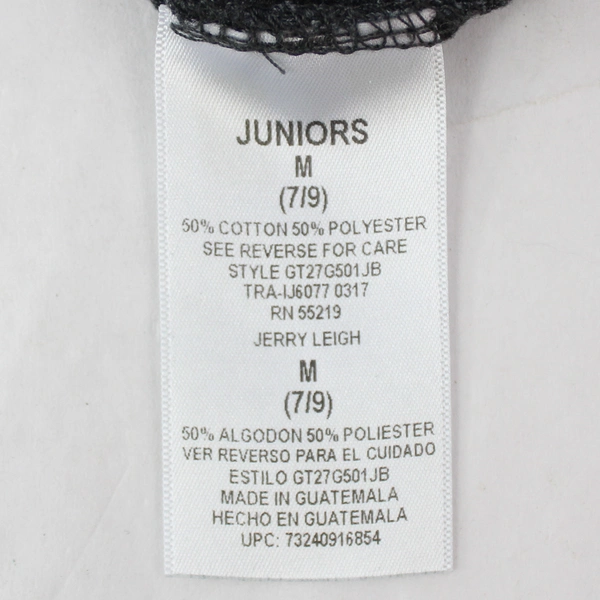 JUNIORS
M
(7/9)
50% COTTON 50% POLYESTER
SEE REVERSE FOR CARE
STYLE GT27G501JB
TRA-IJ6077 0317
RN 55219
JERRY LEIGH
M
(7/9)
50% ALGODON 50% POLIESTER
VER REVERSO PARA EL CUIDADO
ESTILO GT27G501JB
MADE IN GUATEMALA
HECHO EN GUATEMALA
UPC: 73240916854